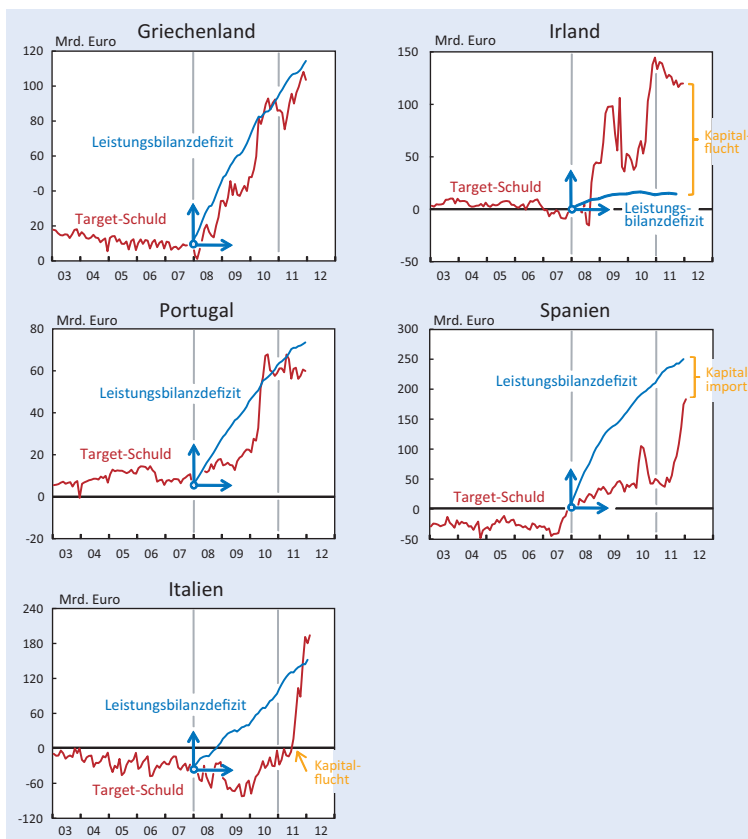 Griechenland
Mrd. Euro
120
100
80
60
-0
20
0
Leistungsbilanzdefizit
Target-Schuld
03 04 05 06 07 08 09 10 11 12
Irland
Mrd. Euro
150
100
50
0
-50
Kapital-
flucht
Target-Schuld
Leistungs-
bilanzdefizit
03 04 05 06 07 08 09 10 11 12
Portugal
Mrd. Euro
80
60
20
0
-20
Leistungsbilanzdefizit
Target-Schuld
03 04 05 06 07 08 09 10 11 12
Spanien
Mrd. Euro
300
250
200
250
100
50
0
-50
Leistungsbilanzdefizit
Kapital
import
Target-Schuld
03 04 05 06 07 08 09 10 11 12
Italien
Mrd. Euro
240
180
120
60
0
-60
-120
Leistungsbilanzdefizit
Kapital-
flucht
Target-Schuld
03 04 05 06 07 08 09 10 11 12